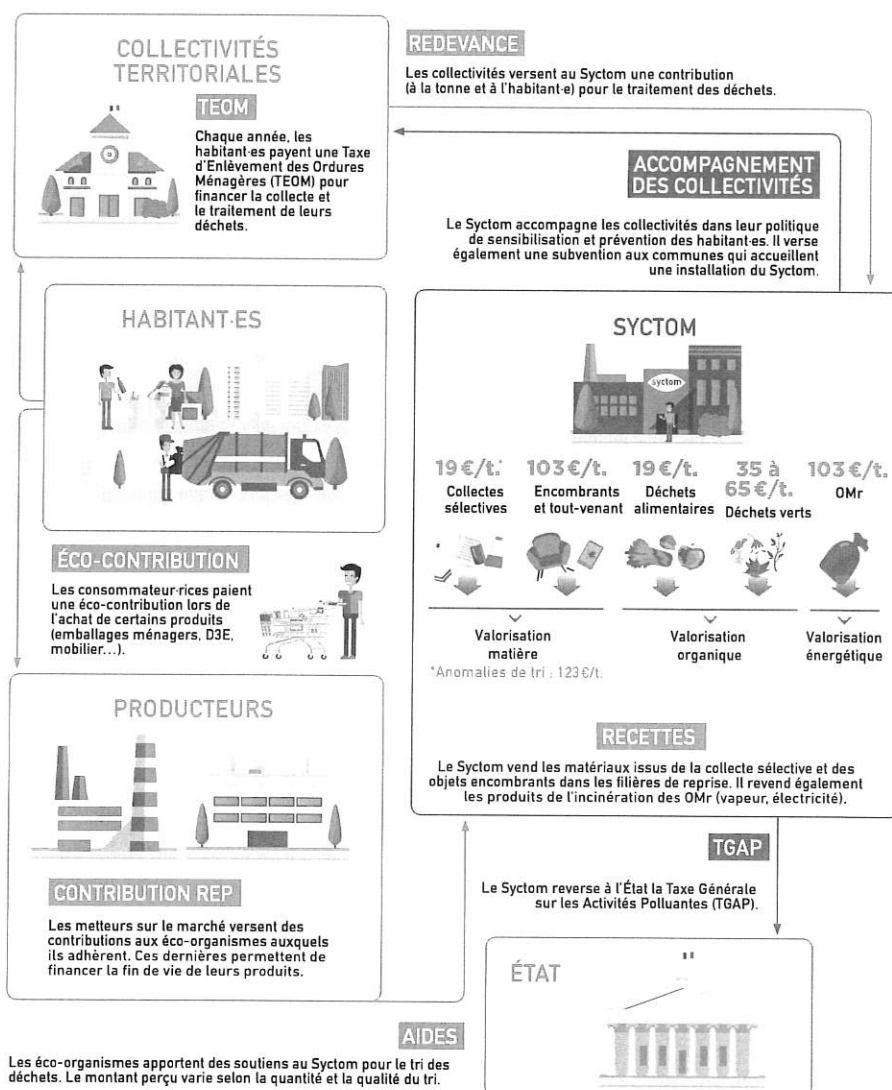 COLLECTIVITÉS
TERRITORIALES
TEOM
Chaque année, les
habitant·es payent une Taxe
d'Enlèvement des Ordures
Ménagères (TEOM) pour
financer la collecte et
le traitement de leurs
déchets.
REDEVANCE
Les collectivités versent au Syctom une contribution
(à la tonne et à l'habitant·e) pour le traitement des déchets.
ACCOMPAGNEMENT
DES COLLECTIVITÉS
Le Syctom accompagne les collectivités dans leur politique
de sensibilisation et prévention des habitant·es. Il verse
également une subvention aux communes qui accueillent
une installation du Syctom.
HABITANT·ES
ÉCO-CONTRIBUTION
Les consommateur·rices paient
une éco-contribution lors de
l'achat de certains produits
(emballages ménagers, D3E,
mobilier...).
SYCTOM
syctom
19 €/t.*
Collectes
sélectives
103 €/t.
Encombrants
et tout-venant
19 €/t.
Déchets
alimentaires
35 à
65 €/t.
Déchets verts
103 €/t.
OMr
Valorisation
matière
Valorisation
organique
Valorisation
énergétique
*Anomalies de tri : 123 €/t.
RECETTES
Le Syctom vend les matériaux issus de la collecte sélective et des
objets encombrants dans les filières de reprise. Il revend également
les produits de l'incinération des OMr (vapeur, électricité).
PRODUCTEURS
CONTRIBUTION REP
Les metteurs sur le marché versent des
contributions aux éco-organismes auxquels
ils adhèrent. Ces dernières permettent de
financer la fin de vie de leurs produits.
TGAP
Le Syctom reverse à l'État la Taxe Générale
sur les Activités Polluantes (TGAP).
ÉTAT
AIDES
Les éco-organismes apportent des soutiens au Syctom pour le tri des
déchets. Le montant perçu varie selon la quantité et la qualité du tri.